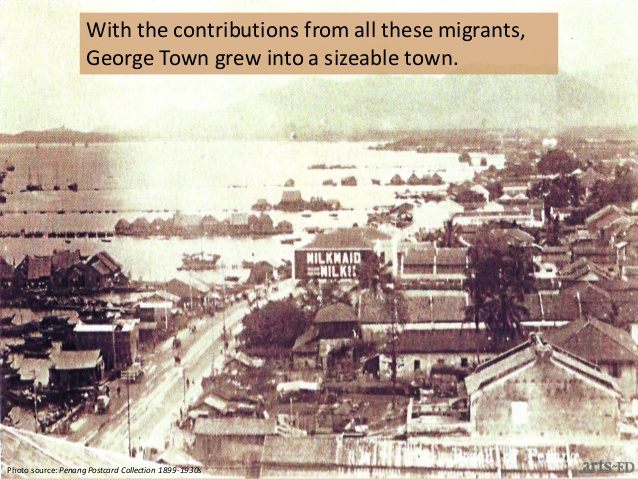 With the contributions from all these migrants,
George Town grew into a sizeable town.
MILKMAID
MILK!!
Photo source: Penang Postcard Collection 1899-1930s
arts-ED